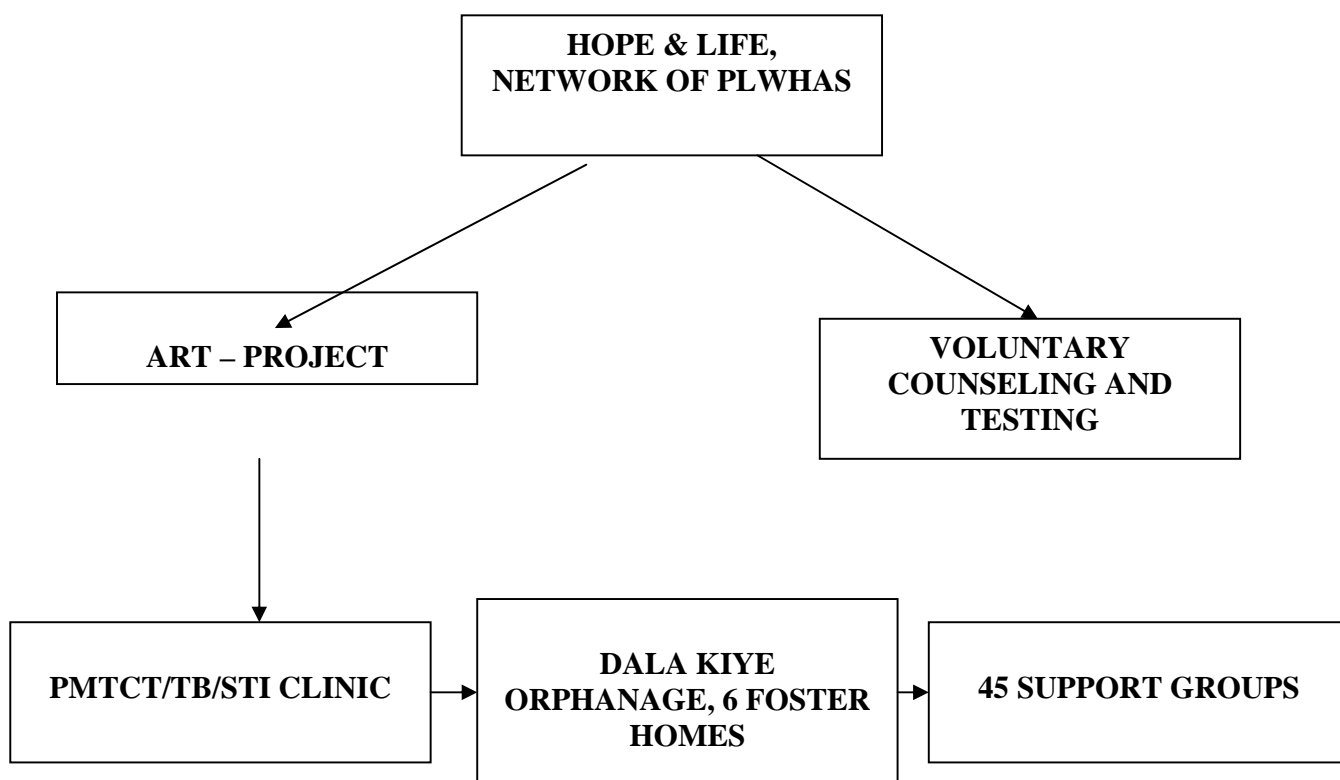 HOPE & LIFE,
NETWORK OF PLWHAS
ART – PROJECT
VOLUNTARY
COUNSELING AND
TESTING
PMTCT/TB/STI CLINIC
DALA KIYE
ORPHANAGE, 6 FOSTER
HOMES
45 SUPPORT GROUPS